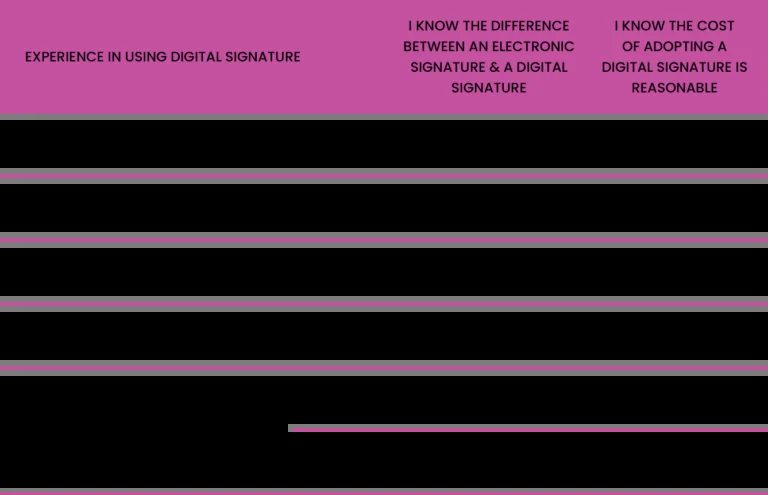 EXPERIENCE IN USING DIGITAL SIGNATURE
I KNOW THE DIFFERENCE
BETWEEN AN ELECTRONIC
SIGNATURE & A DIGITAL
SIGNATURE
I KNOW THE COST
OF ADOPTING A
DIGITAL SIGNATURE IS
REASONABLE